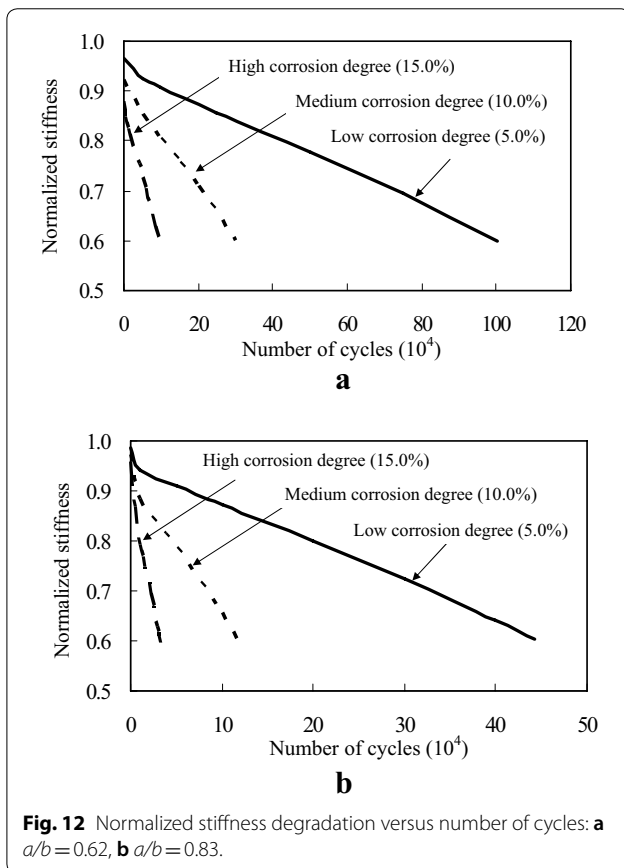 1.0
0.9
0.8
0.7
0.6
0.5
Normalized stiffness
High corrosion degree (15.0%)
Medium corrosion degree (10.0%)
Low corrosion degree (5.0%)
0 20 40 60 80 100 120
Number of cycles (10⁴)
a
1.0
0.9
0.8
0.7
0.6
0.5
Normalized stiffness
High corrosion degree (15.0%)
Medium corrosion degree (10.0%)
Low corrosion degree (5.0%)
0 10 20 30 40 50
Number of cycles (10⁴)
b
Fig. 12 Normalized stiffness degradation versus number of cycles: a
a/b = 0.62, b a/b = 0.83.